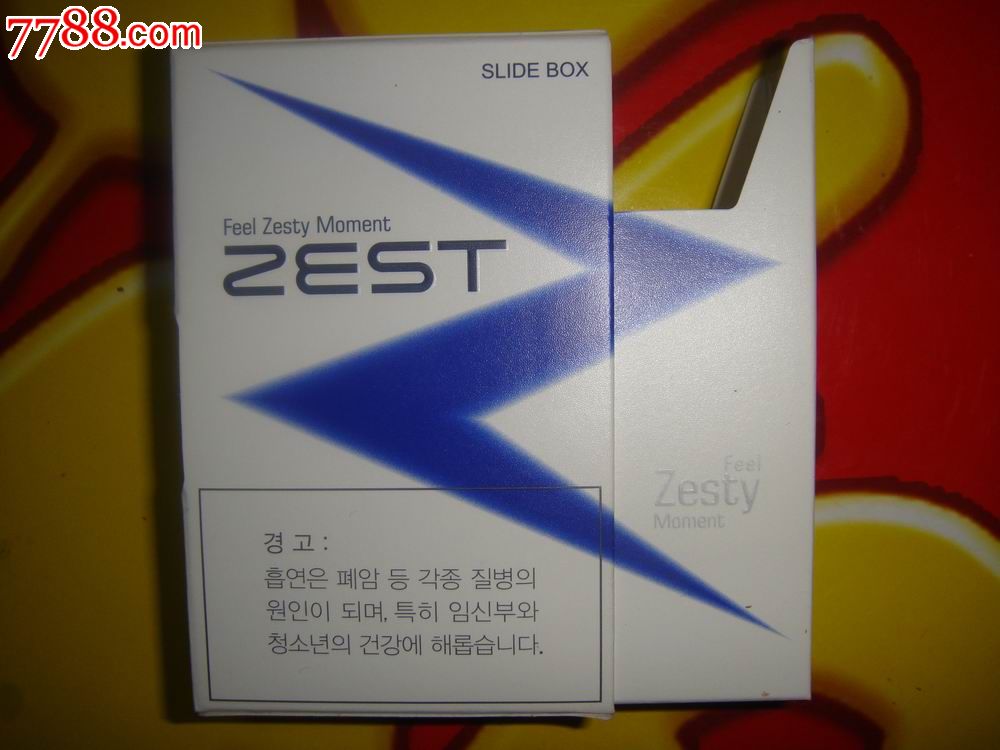 7788.com
SLIDE BOX
Feel Zesty Moment
ZEST
Feel
Zesty
Moment
경 고 :
흡연은 폐암 등 각종 질병의
원인이 되며, 특히 임신부와
청소년의 건강에 해롭습니다.